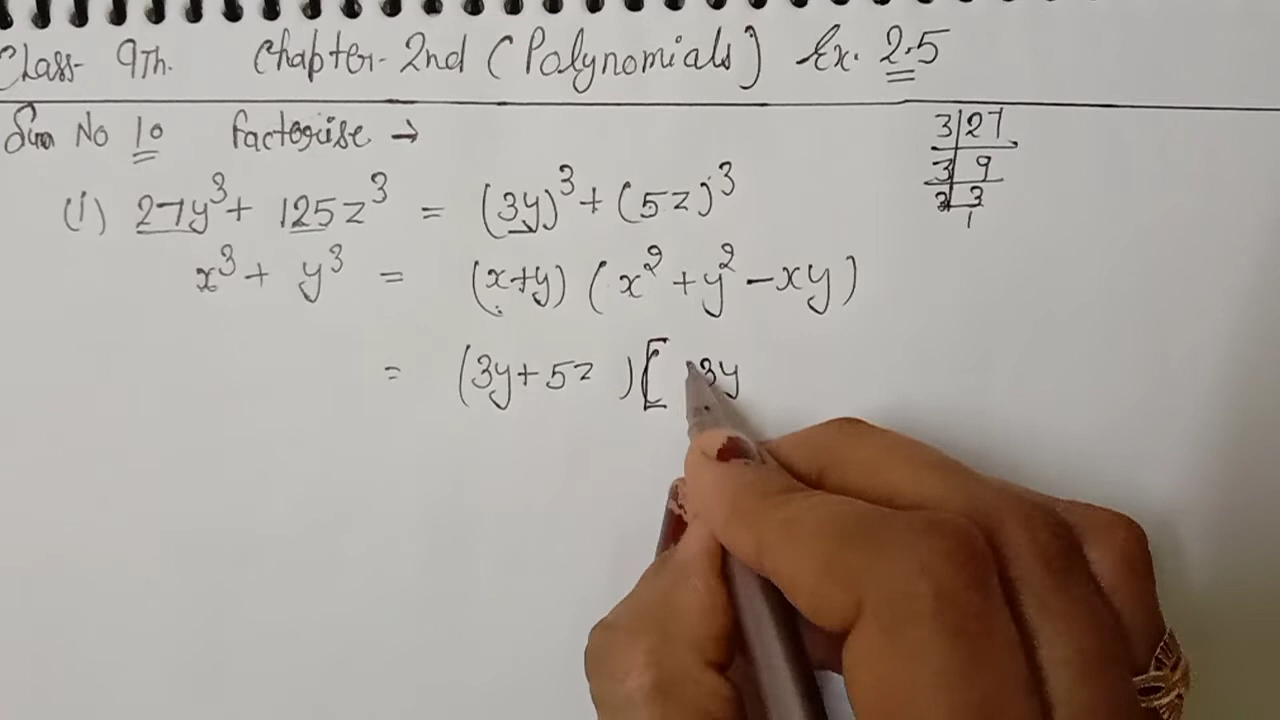 Class- 9Th. Chapter-2nd (Polynomials) Ex. 2.5
Sum No 10 factorise →
(i) 27y³ + 125z³ = (3y)³ + (5z)³
x³ + y³ = (x+y) (x² + y² - xy)
= (3y + 5z) [ 3y
3 27
3 9
3 3
1